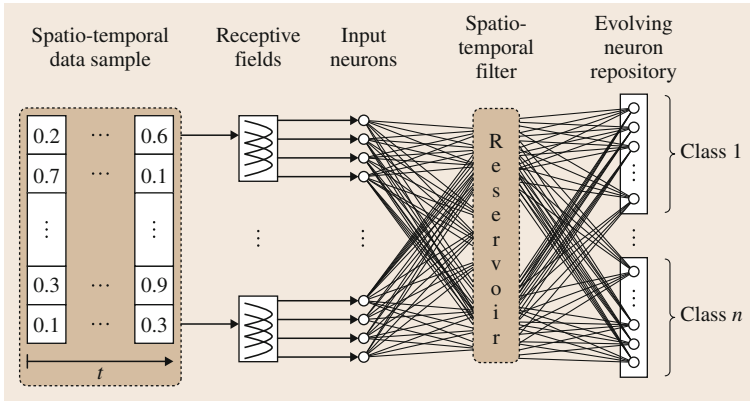 Spatio-temporal
data sample
Receptive
fields
Input
neurons
Spatio-
temporal
filter
Evolving
neuron
repository
0.2 ... 0.6
0.7 ... 0.1
⋮ ⋮
0.3 ... 0.9
0.1 ... 0.3
t
⋮
⋮
Reservoir
⋮
Class 1
⋮
⋮
Class n